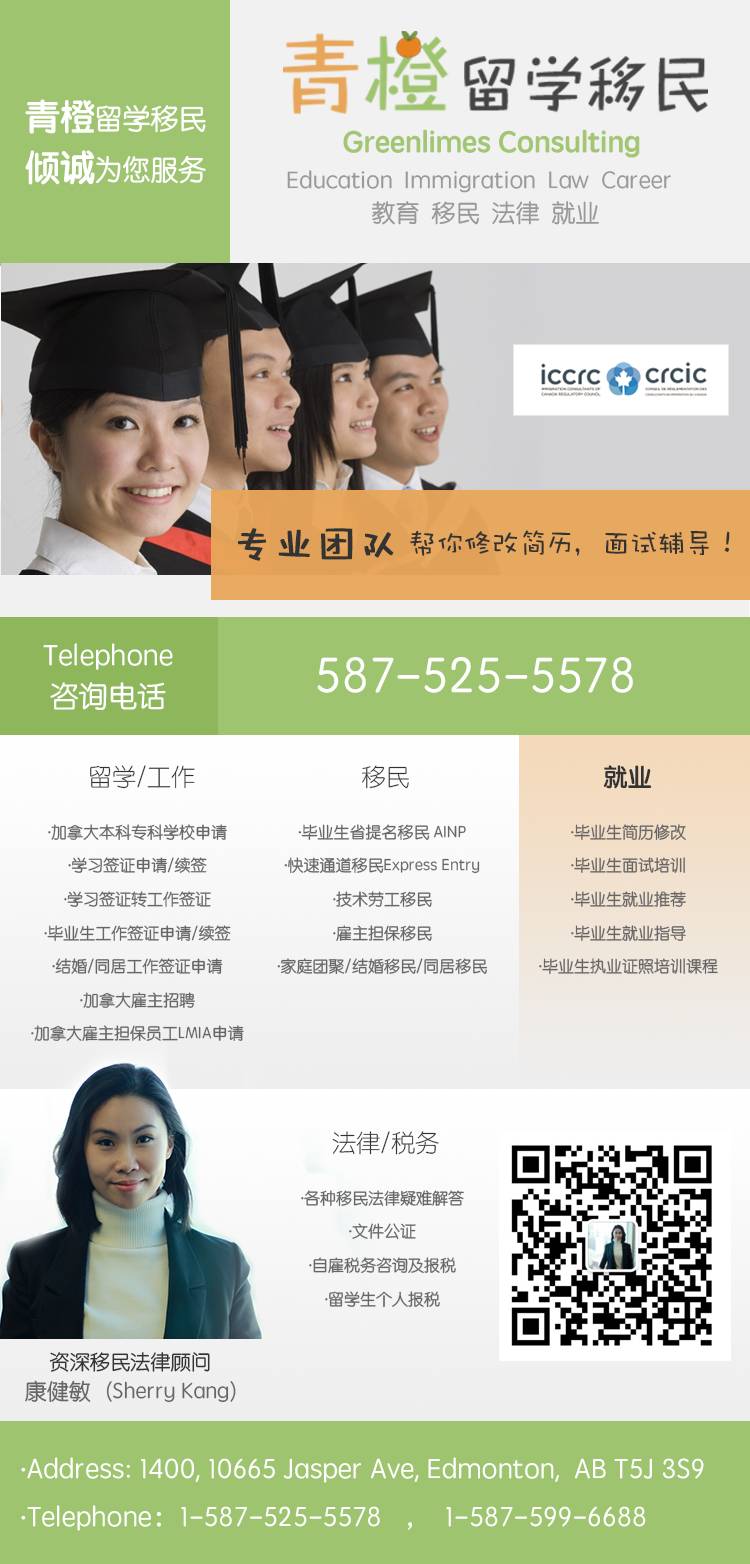 青橙留学移民
倾诚为您服务
青橙留学移民
Greenlimes Consulting
Education Immigration Law Career
教育 移民 法律 就业
iccrc crcic
IMMIGRATION CONSULTANTS OF
CANADA REGULATORY COUNCIL
专业团队 帮你修改简历，面试辅导！
Telephone
咨询电话
587-525-5578
留学/工作
·加拿大本科专科学校申请
·学习签证申请/续签
·学习签证转工作签证
·毕业生工作签证申请/续签
·结婚/同居工作签证申请
·加拿大雇主招聘
·加拿大雇主担保员工LMIA申请
移民
·毕业生省提名移民 AINP
·快速通道移民Express Entry
·技术劳工移民
·雇主担保移民
·家庭团聚/结婚移民/同居移民
就业
·毕业生简历修改
·毕业生面试培训
·毕业生就业推荐
·毕业生就业指导
·毕业生执业证照培训课程
法律/税务
·各种移民法律疑难解答
·文件公证
·自雇税务咨询及报税
·留学生个人报税
资深移民法律顾问
康健敏（Sherry Kang）
·Address: 1400, 10665 Jasper Ave, Edmonton, AB T5J 3S9
·Telephone：1-587-525-5578 ， 1-587-599-6688